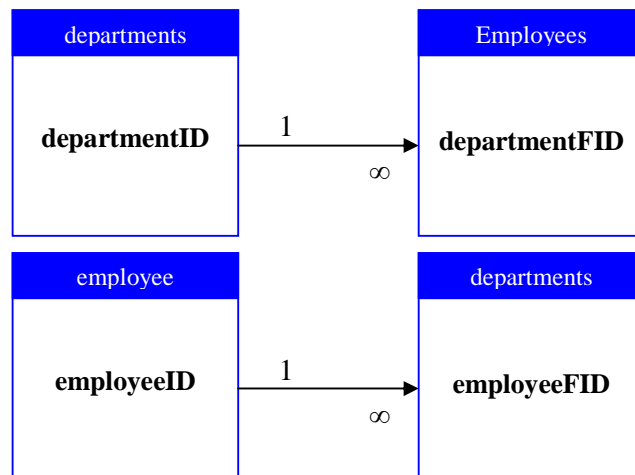 departments
Employees
departmentID
1
∞
departmentFID
employee
departments
employeeID
1
∞
employeeFID